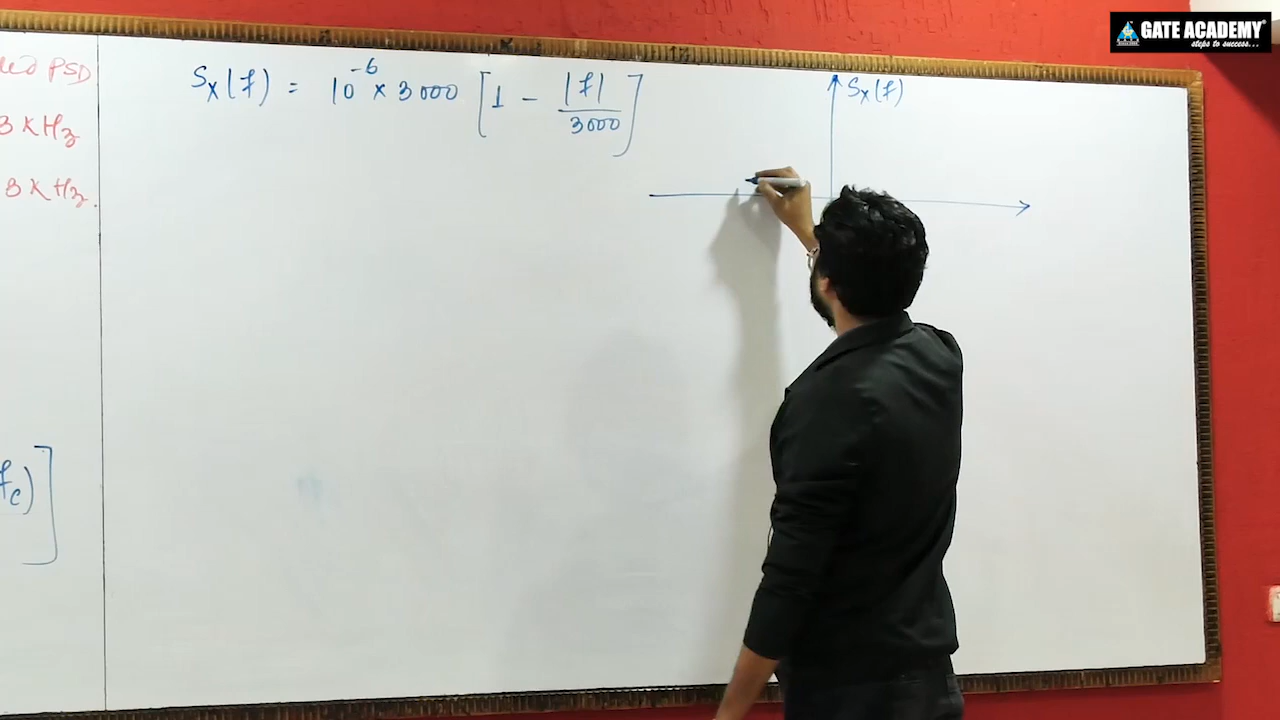 PSD
3 KHz
3 KHz.
fc) ]
Sx(f) = 10^-6 × 3000 [1 - |f|/3000]
Sx(f)
GATE ACADEMY
steps to success...